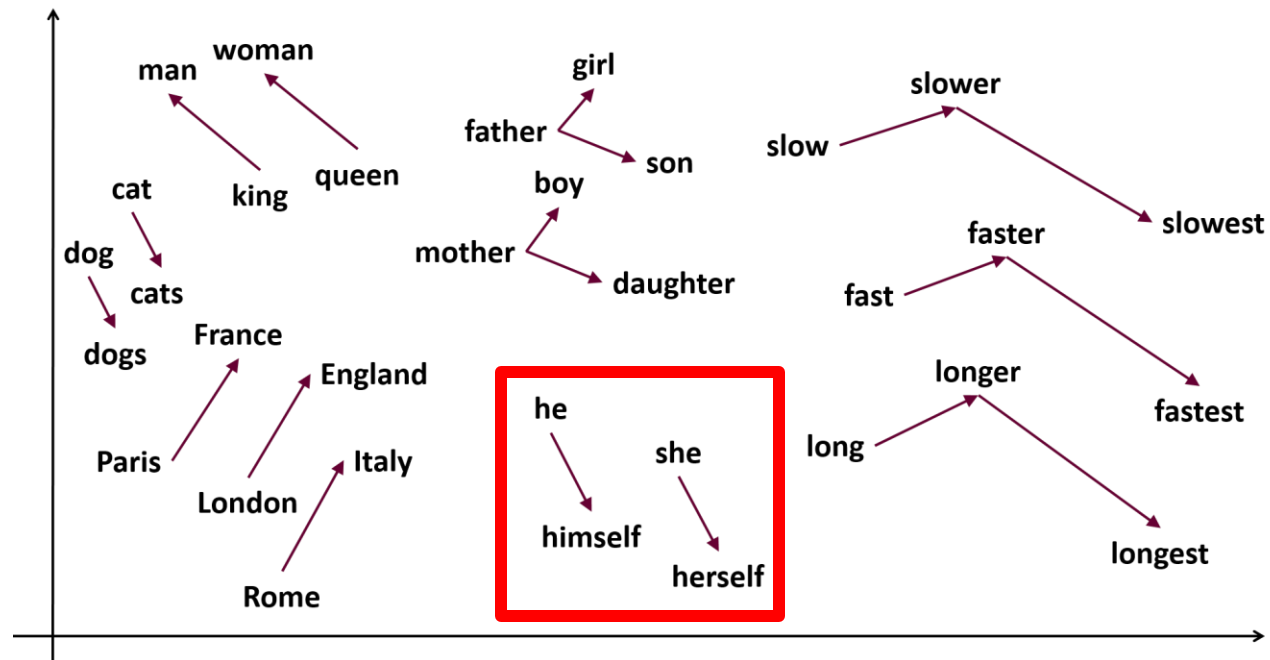 man
woman
king
queen
cat
cats
dog
dogs
France
Paris
England
London
Italy
Rome
girl
father
son
boy
mother
daughter
he
himself
she
herself
slower
slow
slowest
faster
fast
fastest
longer
long
longest